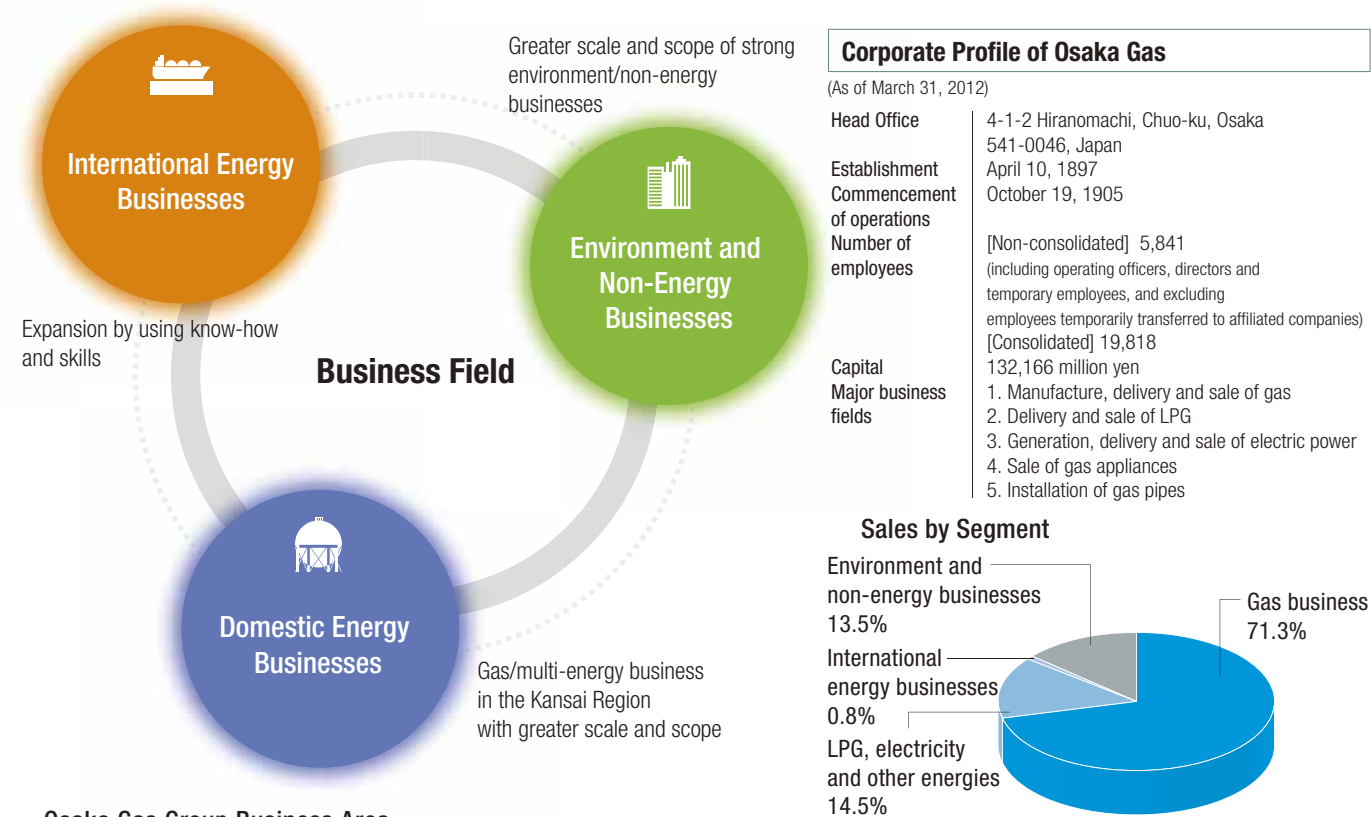 International Energy
Businesses
Greater scale and scope of strong
environment/non-energy
businesses
Environment and
Non-Energy
Businesses
Expansion by using know-how
and skills
Business Field
Domestic Energy
Businesses
Gas/multi-energy business
in the Kansai Region
with greater scale and scope
Corporate Profile of Osaka Gas
(As of March 31, 2012)
Head Office 4-1-2 Hiranomachi, Chuo-ku, Osaka
541-0046, Japan
Establishment April 10, 1897
Commencement October 19, 1905
of operations
Number of [Non-consolidated] 5,841
employees (including operating officers, directors and
temporary employees, and excluding
employees temporarily transferred to affiliated companies)
[Consolidated] 19,818
Capital 132,166 million yen
Major business 1. Manufacture, delivery and sale of gas
fields 2. Delivery and sale of LPG
3. Generation, delivery and sale of electric power
4. Sale of gas appliances
5. Installation of gas pipes
Sales by Segment
Environment and
non-energy businesses
13.5%
International
energy businesses
0.8%
LPG, electricity
and other energies
14.5%
Gas business
71.3%
Osaka Gas Group Business Area